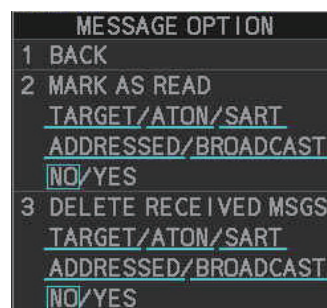 MESSAGE OPTION
1 BACK
2 MARK AS READ
TARGET/ATON/SART
ADDRESSED/BROADCAST
NO/YES
3 DELETE RECEIVED MSGS
TARGET/ATON/SART
ADDRESSED/BROADCAST
NO/YES